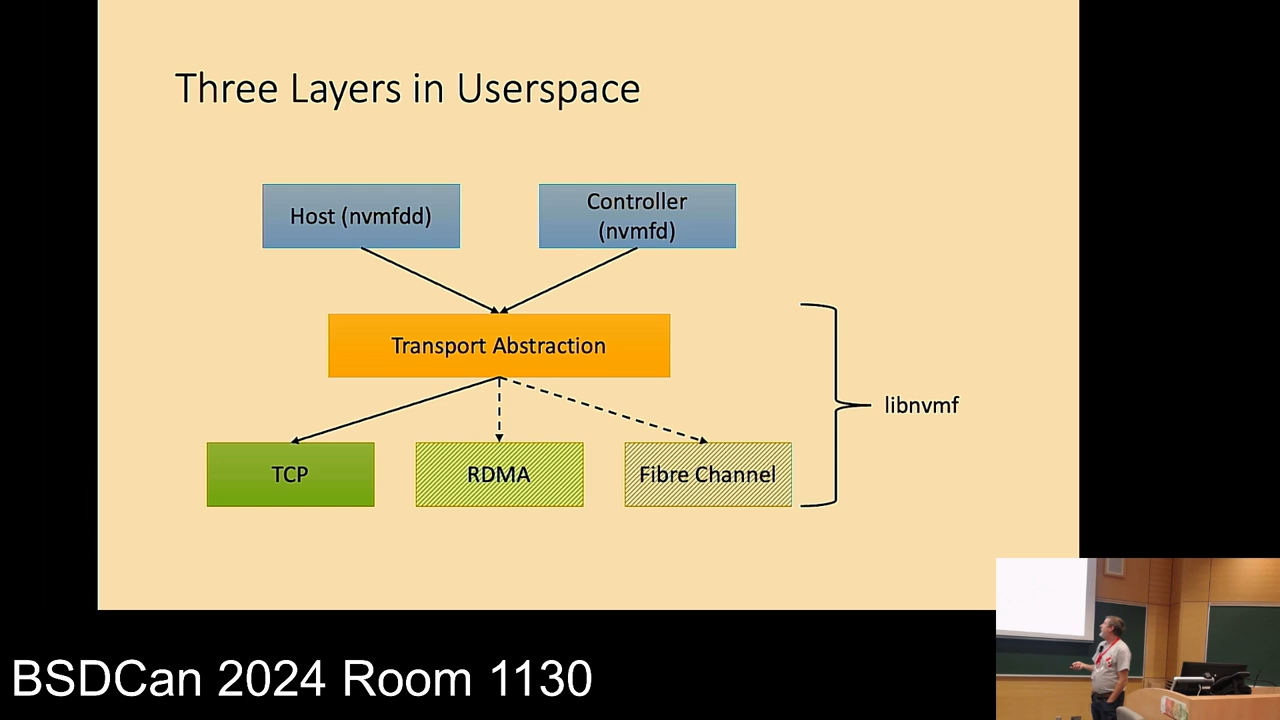 Three Layers in Userspace
Host (nvmfdd)
Controller
(nvmfd)
Transport Abstraction
libnvmf
TCP
RDMA
Fibre Channel
BSDCan 2024 Room 1130